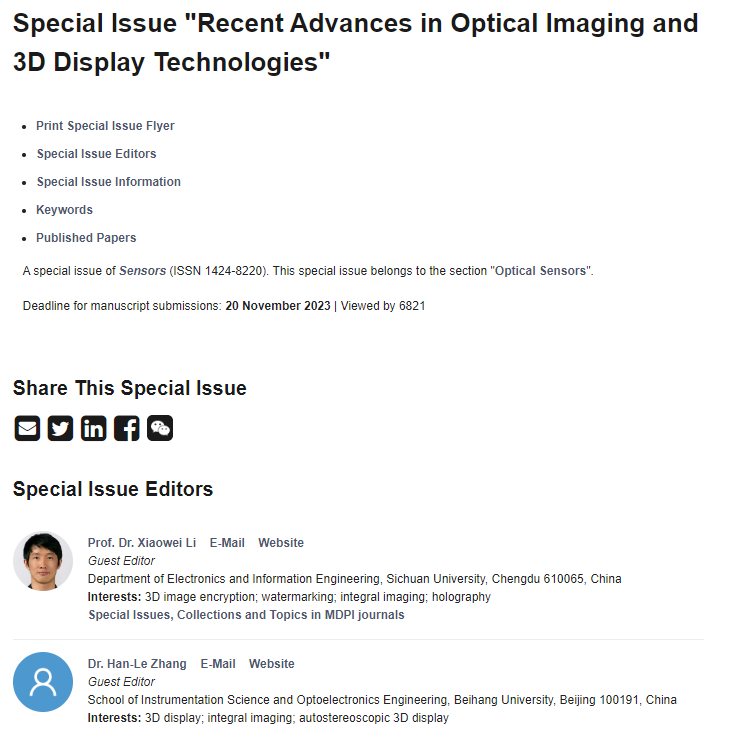 Special Issue "Recent Advances in Optical Imaging and
3D Display Technologies"
Print Special Issue Flyer
Special Issue Editors
Special Issue Information
Keywords
Published Papers
A special issue of Sensors (ISSN 1424-8220). This special issue belongs to the section "Optical Sensors".
Deadline for manuscript submissions: 20 November 2023 | Viewed by 6821
Share This Special Issue
Special Issue Editors
Prof. Dr. Xiaowei Li E-Mail Website
Guest Editor
Department of Electronics and Information Engineering, Sichuan University, Chengdu 610065, China
Interests: 3D image encryption; watermarking; integral imaging; holography
Special Issues, Collections and Topics in MDPI journals
Dr. Han-Le Zhang E-Mail Website
Guest Editor
School of Instrumentation Science and Optoelectronics Engineering, Beihang University, Beijing 100191, China
Interests: 3D display; integral imaging; autostereoscopic 3D display